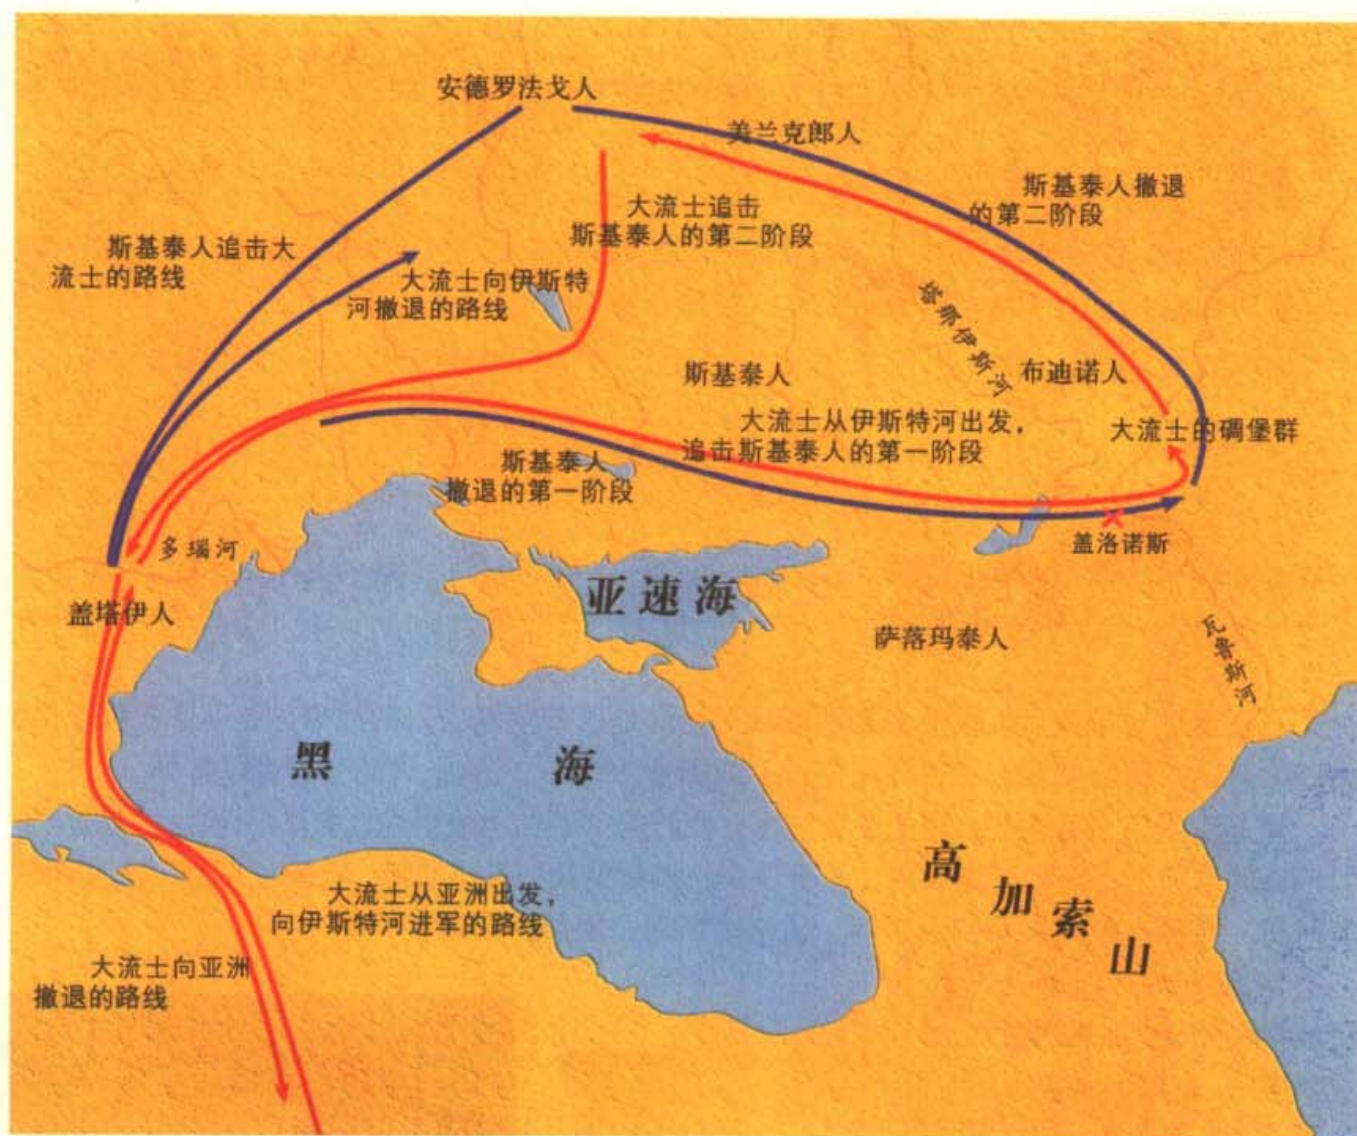 安德罗法戈人
美兰克郎人
斯基泰人撤退
的第二阶段
大流士追击
斯基泰人的第二阶段
斯基泰人追击大
流士的路线
大流士向伊斯特
河撤退的路线
塔那伊斯河
斯基泰人
布迪诺人
大流士从伊斯特河出发，
追击斯基泰人的第一阶段
大流士的碉堡群
斯基泰人
撤退的第一阶段
多瑙河
盖洛诺斯
亚速海
盖塔伊人
萨落玛泰人
瓦鲁斯河
黑海
高加索山
大流士从亚洲出发，
向伊斯特河进军的路线
大流士向亚洲
撤退的路线